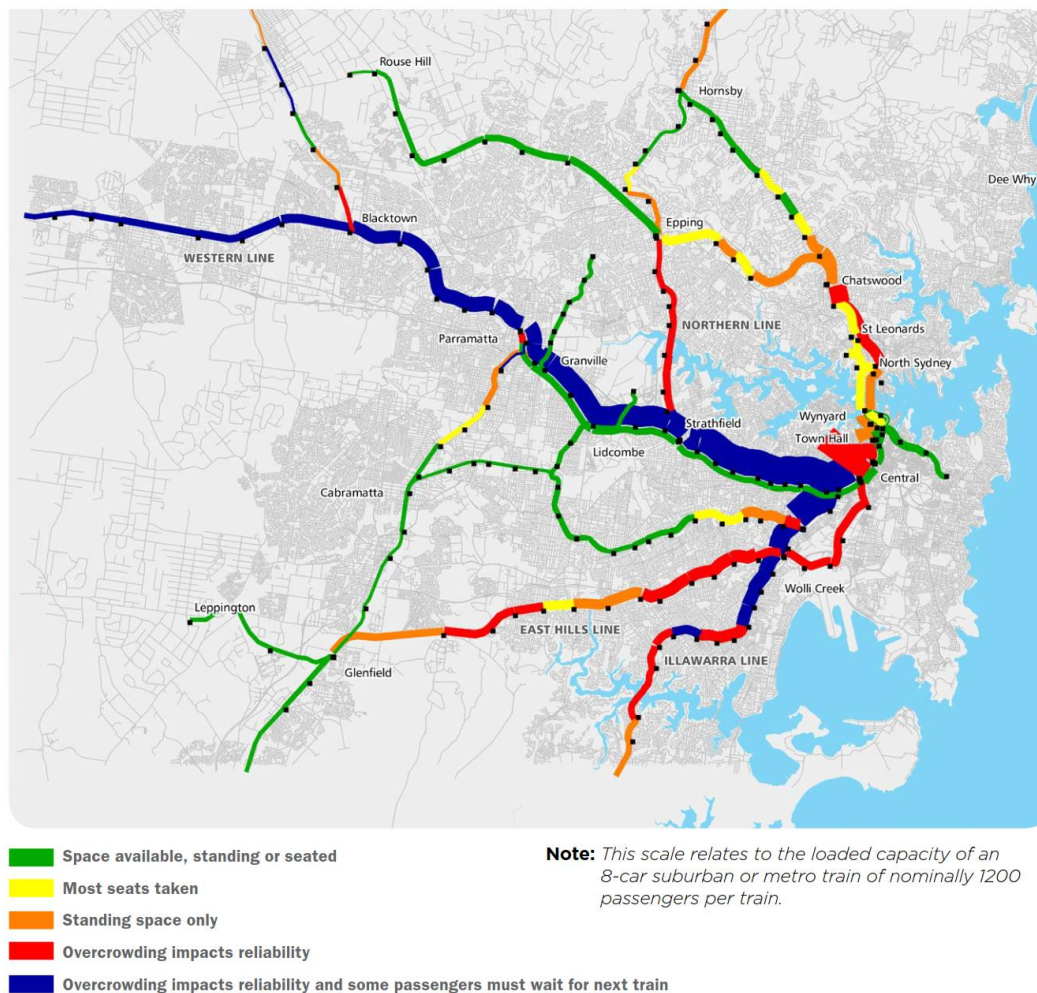 Rouse Hill
Hornsby
Dee Why
Blacktown
Epping
WESTERN LINE
Chatswood
NORTHERN LINE
St Leonards
Parramatta
Granville
North Sydney
Wynyard
Strathfield
Town Hall
Lidcombe
Central
Cabramatta
Wolli Creek
Leppington
EAST HILLS LINE
ILLAWARRA LINE
Glenfield
Space available, standing or seated
Most seats taken
Standing space only
Overcrowding impacts reliability
Overcrowding impacts reliability and some passengers must wait for next train
Note: This scale relates to the loaded capacity of an
8-car suburban or metro train of nominally 1200
passengers per train.